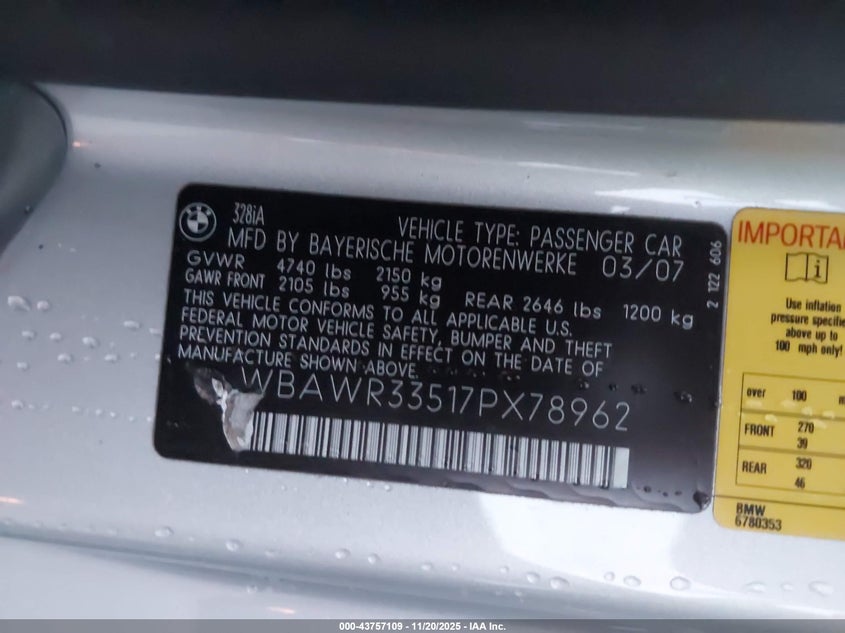 BMW
328iA
VEHICLE TYPE: PASSENGER CAR
MFD BY BAYERISCHE MOTORENWERKE 03/07
GVWR 4740 lbs 2150 kg
GAWR FRONT 2105 lbs 955 kg REAR 2646 lbs 1200 kg
THIS VEHICLE CONFORMS TO ALL APPLICABLE U.S.
FEDERAL MOTOR VEHICLE SAFETY, BUMPER AND THEFT
PREVENTION STANDARDS IN EFFECT ON THE DATE OF
MANUFACTURE SHOWN ABOVE.
WBAWR33517PX78962
2 122 606
IMPORTA
i
Use inflation
pressure specifie
above up to
100 mph only!
over 100 m
FRONT 270
39
REAR 320
46
BMW
6780353
000-43757109 - 11/20/2025 - IAA Inc.